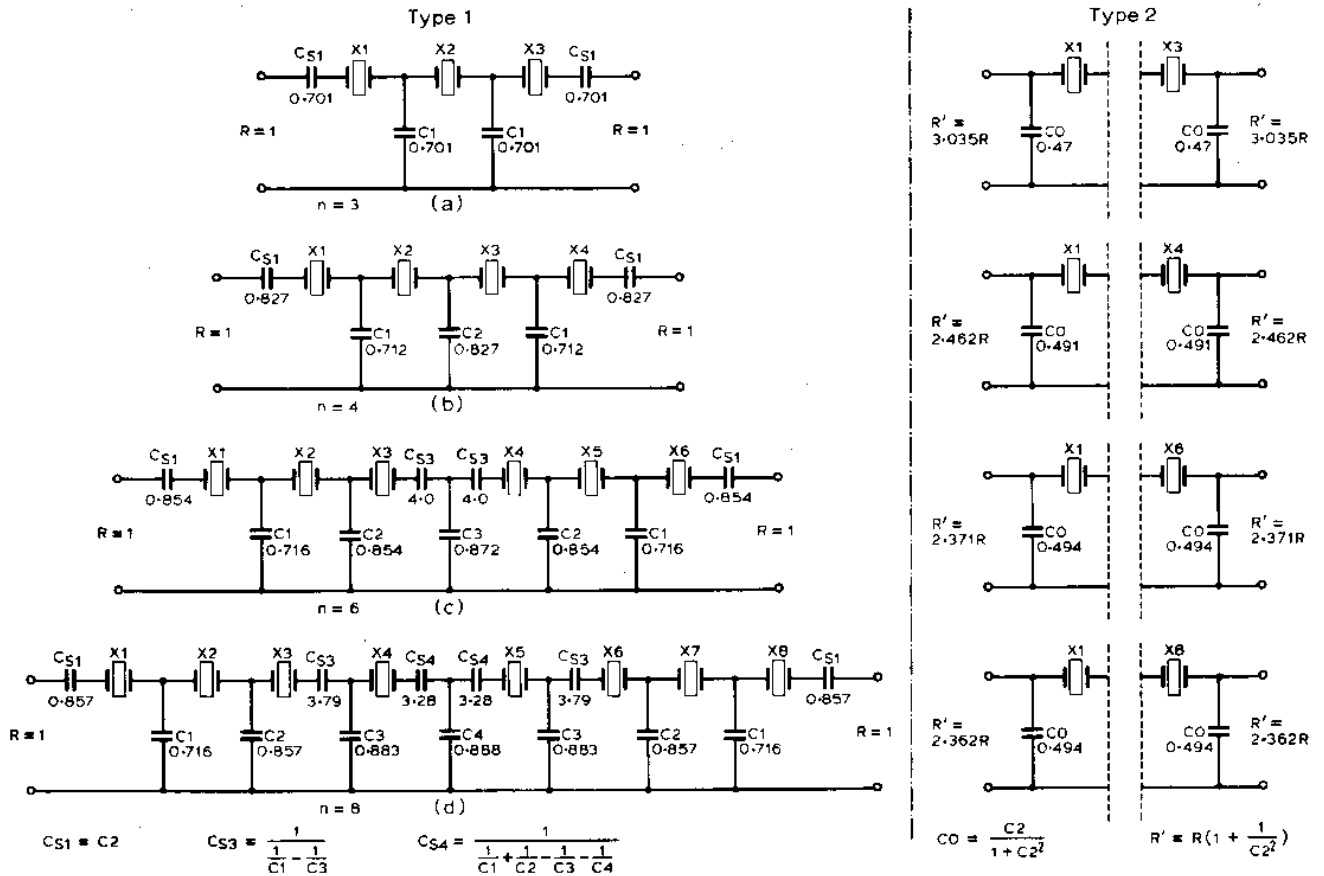 Type 1
Type 2
CS1 X1 X2 X3 CS1
0·701 0·701
R = 1 C1 C1 R = 1
0·701 0·701
n = 3 (a)
X1 X3
R' = CO CO R' =
3·035R 0·47 0·47 3·035R
CS1 X1 X2 X3 X4 CS1
0·827 0·827
R = 1 C1 C2 C1 R = 1
0·712 0·827 0·712
n = 4 (b)
X1 X4
R' = CO CO R' =
2·462R 0·491 0·491 2·462R
CS1 X1 X2 X3 CS3 CS3 X4 X5 X6 CS1
0·854 4·0 4·0 0·854
R = 1 C1 C2 C3 C2 C1 R = 1
0·716 0·854 0·872 0·854 0·716
n = 6 (c)
X1 X6
R' = CO CO R' =
2·371R 0·494 0·494 2·371R
CS1 X1 X2 X3 CS3 X4 CS4 CS4 X5 CS3 X6 X7 X8 CS1
0·857 3·79 3·28 3·28 3·79 0·857
R = 1 C1 C2 C3 C4 C3 C2 C1 R = 1
0·716 0·857 0·883 0·888 0·883 0·857 0·716
n = 8 (d)
X1 X8
R' = CO CO R' =
2·362R 0·494 0·494 2·362R
CS1 = C2
CS3 = 1 / (1/C1 - 1/C3)
CS4 = 1 / (1/C1 + 1/C2 - 1/C3 - 1/C4)
CO = C2 / (1 + C2²)
R' = R(1 + 1/C2²)